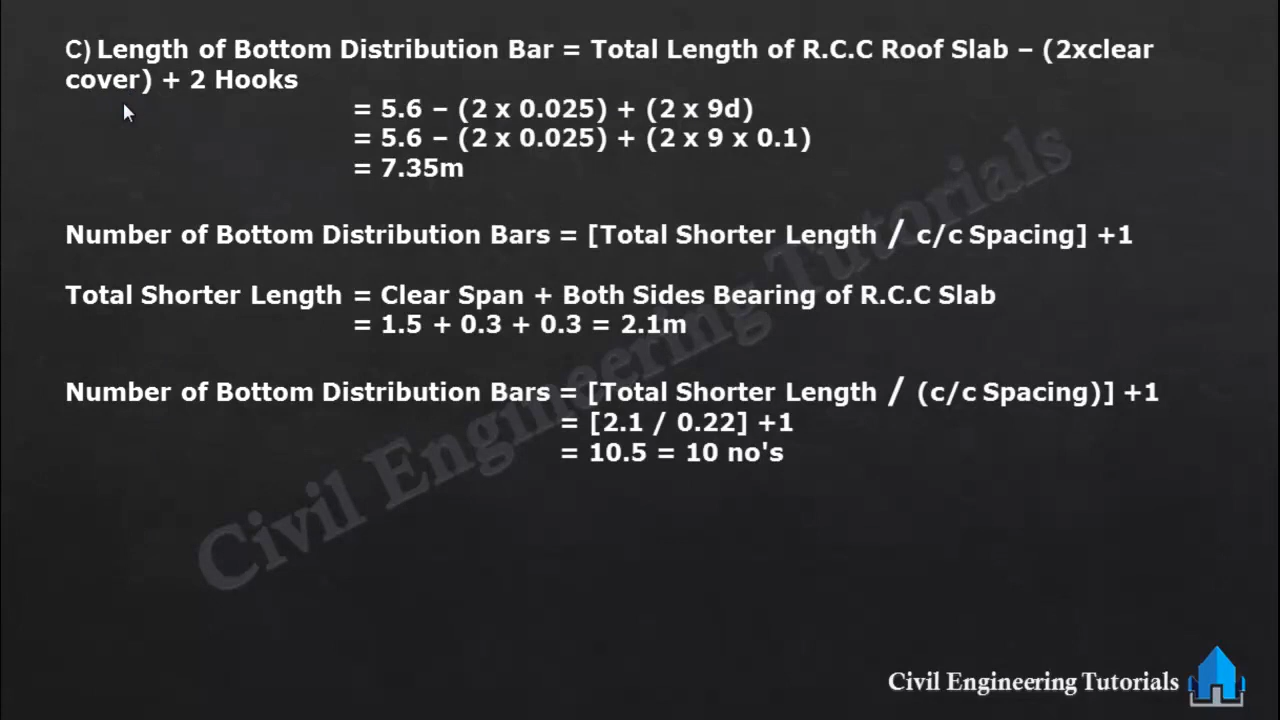 C) Length of Bottom Distribution Bar = Total Length of R.C.C Roof Slab – (2xclear
cover) + 2 Hooks
= 5.6 – (2 x 0.025) + (2 x 9d)
= 5.6 – (2 x 0.025) + (2 x 9 x 0.1)
= 7.35m
Number of Bottom Distribution Bars = [Total Shorter Length / c/c Spacing] +1
Total Shorter Length = Clear Span + Both Sides Bearing of R.C.C Slab
= 1.5 + 0.3 + 0.3 = 2.1m
Number of Bottom Distribution Bars = [Total Shorter Length / (c/c Spacing)] +1
= [2.1 / 0.22] +1
= 10.5 = 10 no's
Civil Engineering Tutorials
Civil Engineering Tutorials